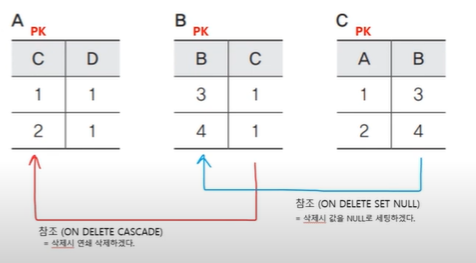 A B C
PK PK PK
C D B C A B
1 1 3 1 1 3
2 1 4 1 2 4
참조 (ON DELETE SET NULL)
= 삭제시 값을 NULL로 세팅하겠다.
참조 (ON DELETE CASCADE)
= 삭제시 연쇄 삭제하겠다.